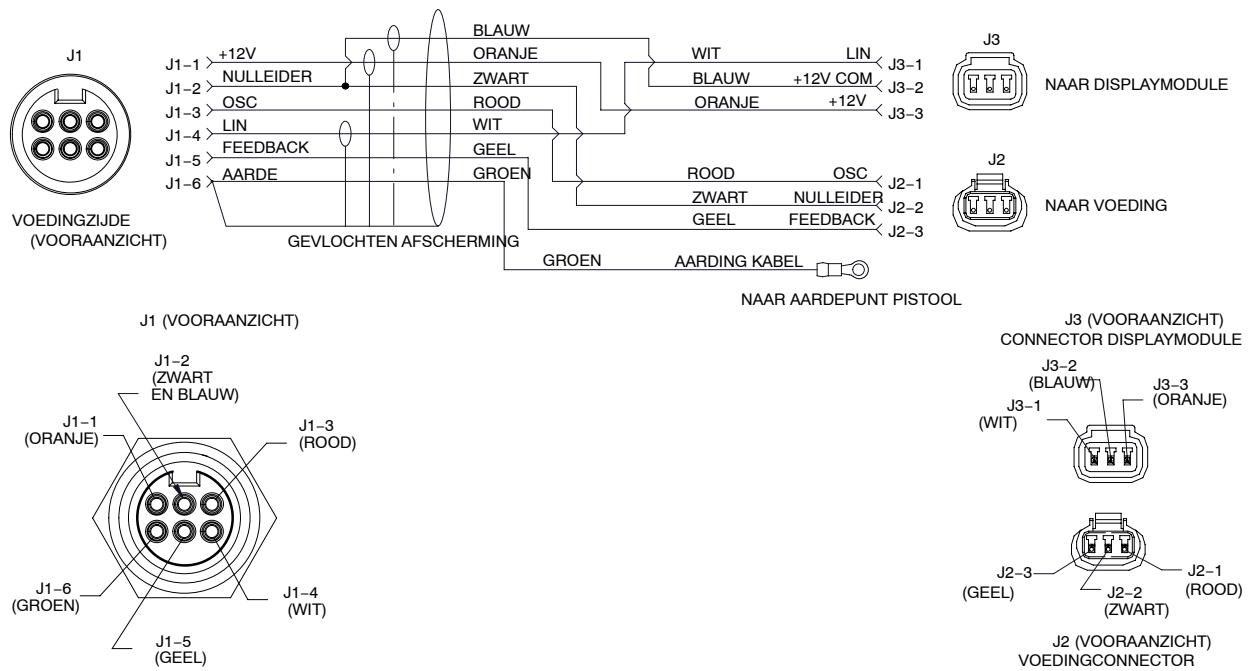 J1
VOEDINGZIJDE
(VOORAANZICHT)
J1–1 +12V
J1–2 NULLEIDER
J1–3 OSC
J1–4 LIN
J1–5 FEEDBACK
J1–6 AARDE
BLAUW
ORANJE
ZWART
ROOD
WIT
GEEL
GROEN
GEVLOCHTEN AFSCHERMING
WIT LIN J3–1
BLAUW +12V COM J3–2
ORANJE +12V J3–3
J3
NAAR DISPLAYMODULE
ROOD OSC J2–1
ZWART NULLEIDER J2–2
GEEL FEEDBACK J2–3
J2
NAAR VOEDING
GROEN AARDING KABEL
NAAR AARDEPUNT PISTOOL
J1 (VOORAANZICHT)
J1–2
(ZWART
EN BLAUW)
J1–1
(ORANJE)
J1–3
(ROOD)
J1–6
(GROEN)
J1–4
(WIT)
J1–5
(GEEL)
J3 (VOORAANZICHT)
CONNECTOR DISPLAYMODULE
J3–2
(BLAUW)
J3–3
(ORANJE)
J3–1
(WIT)
J2–3
(GEEL)
J2–1
(ROOD)
J2–2
(ZWART)
J2 (VOORAANZICHT)
VOEDINGCONNECTOR